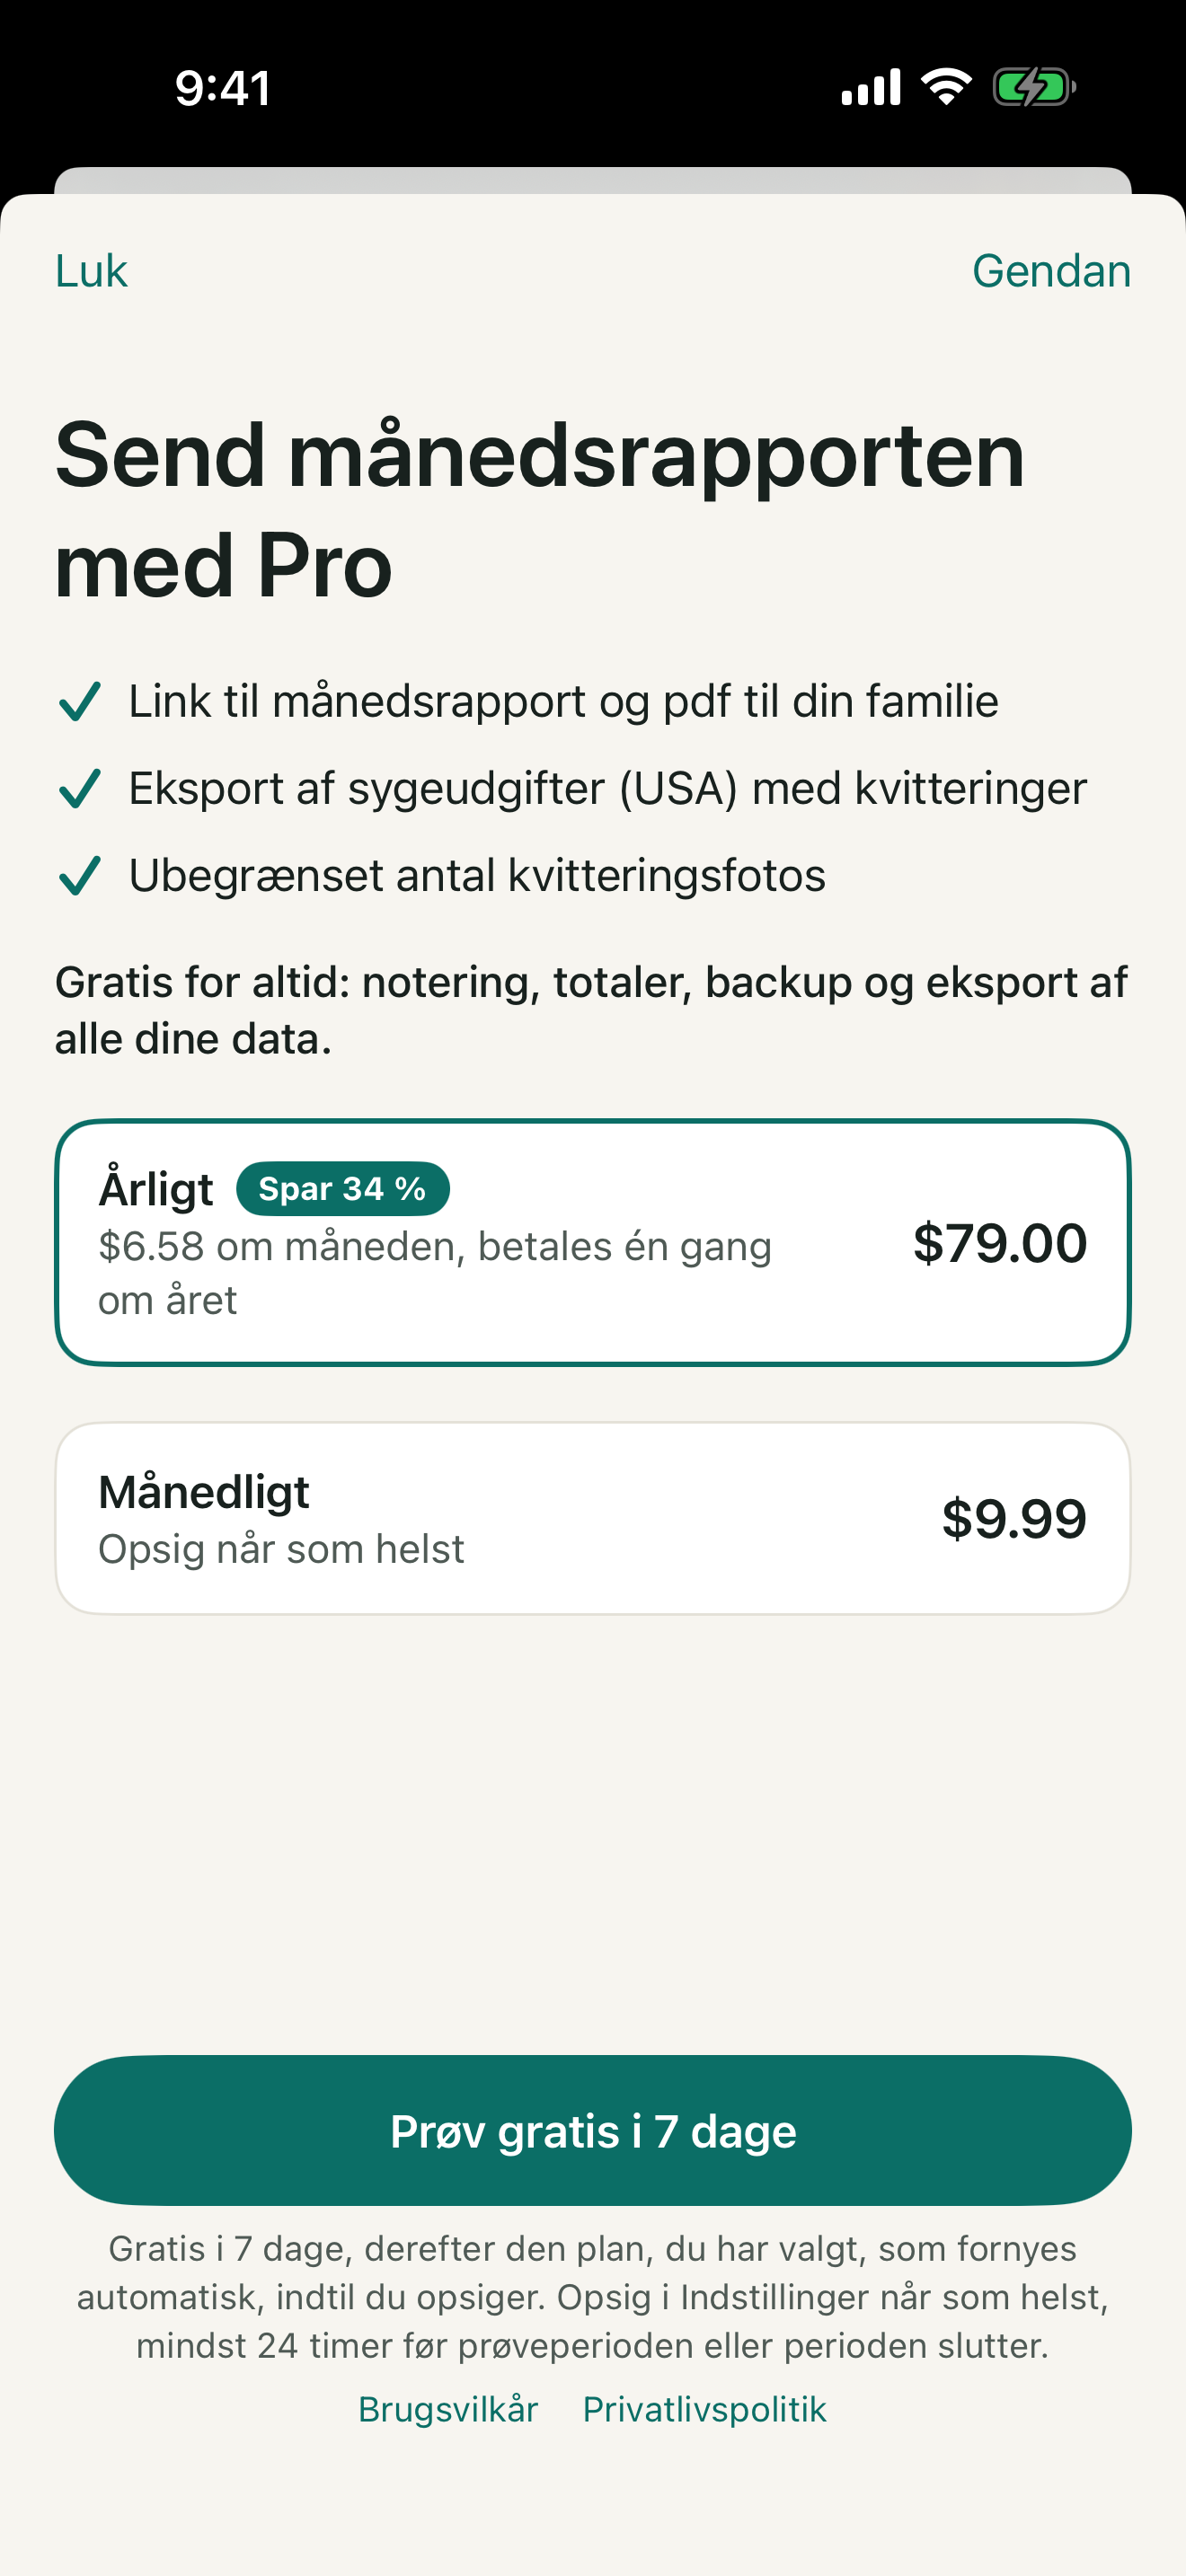 9:41
Luk
Gendan
Send månedsrapporten
med Pro
Link til månedsrapport og pdf til din familie
Eksport af sygeudgifter (USA) med kvitteringer
Ubegrænset antal kvitteringsfotos
Gratis for altid: notering, totaler, backup og eksport af
alle dine data.
Årligt
Spar 34 %
$6.58 om måneden, betales én gang
om året
$79.00
Månedligt
Opsig når som helst
$9.99
Prøv gratis i 7 dage
Gratis i 7 dage, derefter den plan, du har valgt, som fornyes
automatisk, indtil du opsiger. Opsig i Indstillinger når som helst,
mindst 24 timer før prøveperioden eller perioden slutter.
Brugsvilkår
Privatlivspolitik